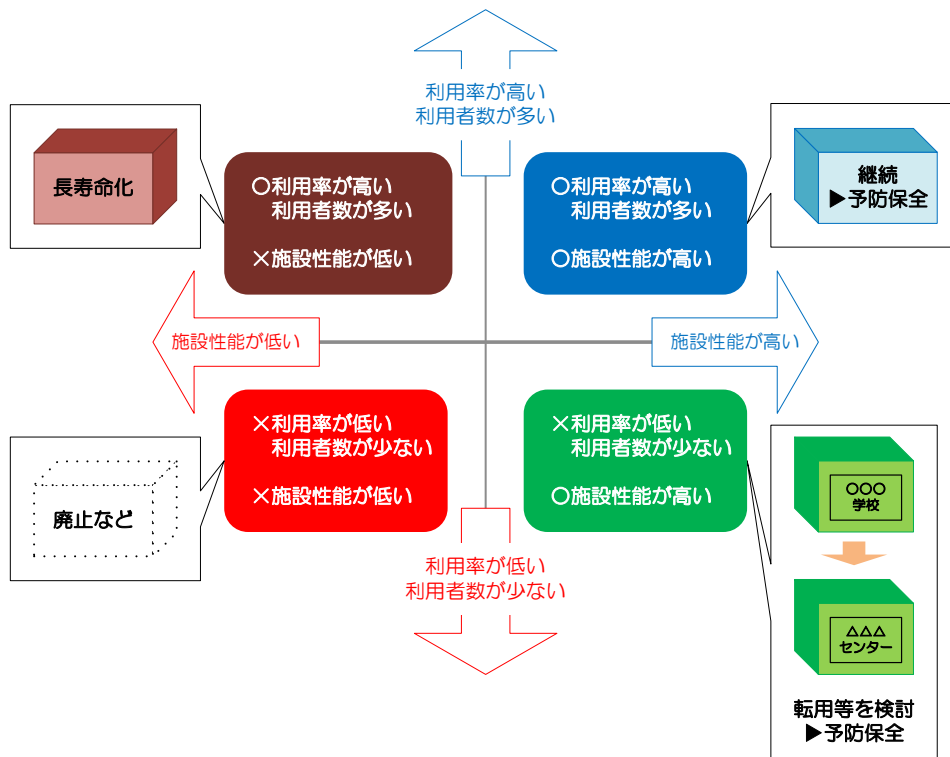 利用率が高い
利用者数が多い
長寿命化
○利用率が高い
利用者数が多い
×施設性能が低い
○利用率が高い
利用者数が多い
○施設性能が高い
継続
▶予防保全
施設性能が低い
施設性能が高い
×利用率が低い
利用者数が少ない
×施設性能が低い
×利用率が低い
利用者数が少ない
○施設性能が高い
廃止など
○○○
学校
利用率が低い
利用者数が少ない
△△△
センター
転用等を検討
▶予防保全